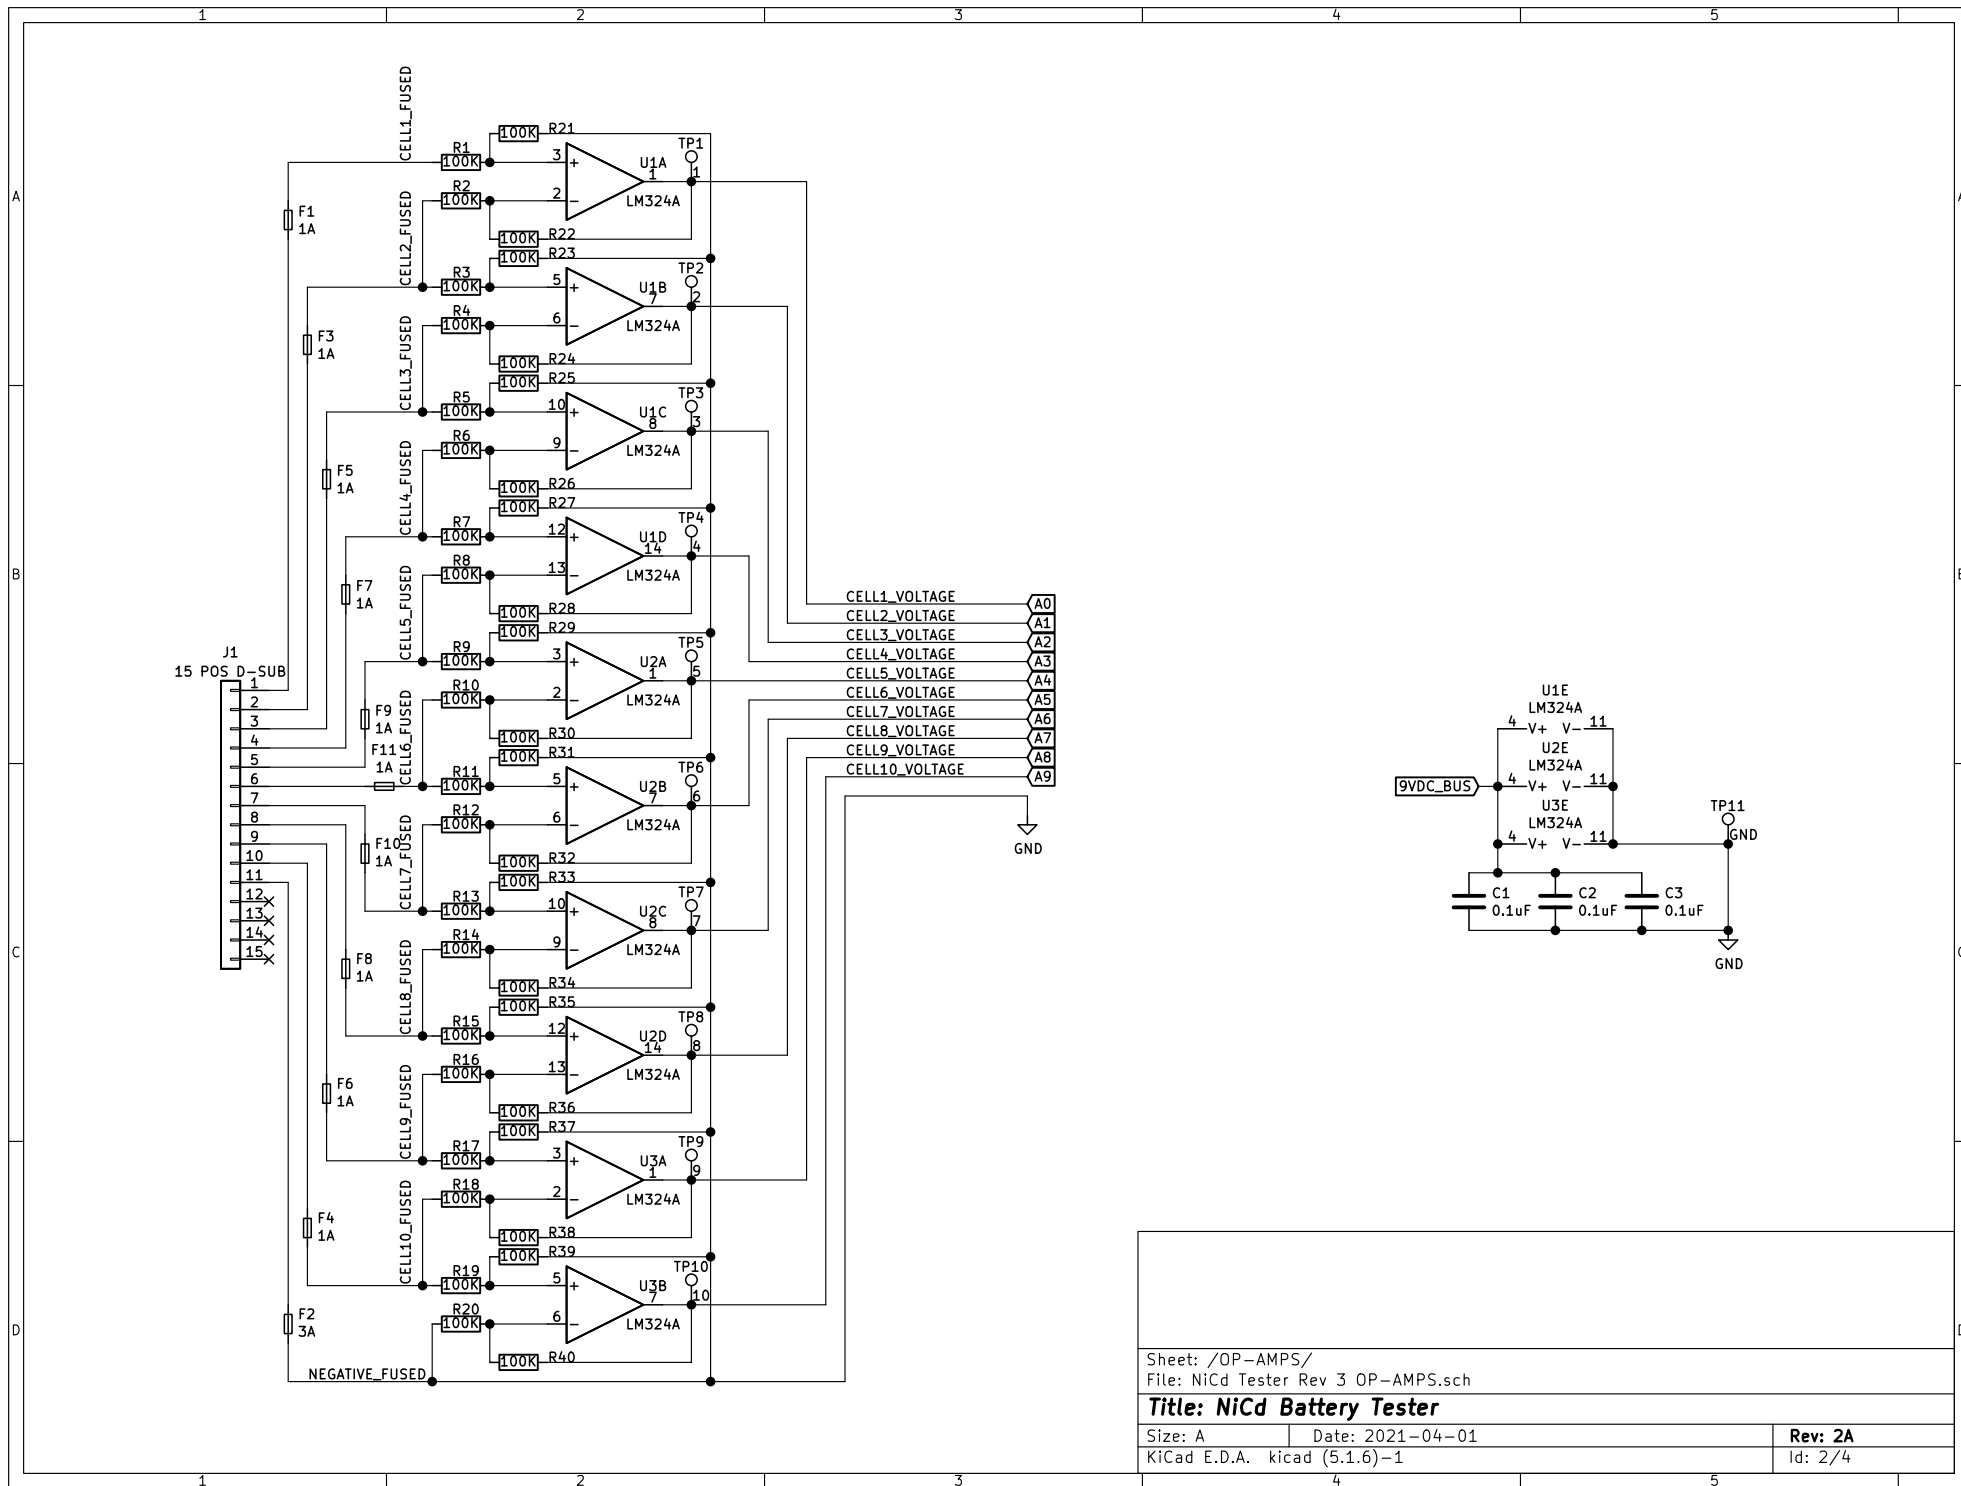 1 2 3 4 5
A
B
C
D
CELL1_FUSED
CELL2_FUSED
CELL3_FUSED
CELL4_FUSED
CELL5_FUSED
CELL6_FUSED
CELL7_FUSED
CELL8_FUSED
CELL9_FUSED
CELL10_FUSED
NEGATIVE_FUSED
J1
15 POS D-SUB
1
2
3
4
5
6
7
8
9
10
11
12
13
14
15
F1
1A
F3
1A
F5
1A
F7
1A
F9
1A
F11
1A
F10
1A
F8
1A
F6
1A
F4
1A
F2
3A
100K R21
R1
100K 3 +
U1A
1
TP1
1
R2
100K 2 -
LM324A
100K R22
100K R23
R3
100K 5 +
U1B
7
TP2
2
R4
100K 6 -
LM324A
100K R24
100K R25
R5
100K 10 +
U1C
8
TP3
3
R6
100K 9 -
LM324A
100K R26
100K R27
R7
100K 12 +
U1D
14
TP4
4
R8
100K 13 -
LM324A
100K R28
100K R29
R9
100K 3 +
U2A
1
TP5
5
R10
100K 2 -
LM324A
100K R30
100K R31
R11
100K 5 +
U2B
7
TP6
6
R12
100K 6 -
LM324A
100K R32
100K R33
R13
100K 10 +
U2C
8
TP7
7
R14
100K 9 -
LM324A
100K R34
100K R35
R15
100K 12 +
U2D
14
TP8
8
R16
100K 13 -
LM324A
100K R36
100K R37
R17
100K 3 +
U3A
1
TP9
9
R18
100K 2 -
LM324A
100K R38
100K R39
R19
100K 5 +
U3B
7
TP10
10
R20
100K 6 -
LM324A
100K R40
CELL1_VOLTAGE A0
CELL2_VOLTAGE A1
CELL3_VOLTAGE A2
CELL4_VOLTAGE A3
CELL5_VOLTAGE A4
CELL6_VOLTAGE A5
CELL7_VOLTAGE A6
CELL8_VOLTAGE A7
CELL9_VOLTAGE A8
CELL10_VOLTAGE A9
GND
U1E
LM324A
4 V+ V- 11
U2E
LM324A
9VDC_BUS 4 V+ V- 11
U3E
LM324A
4 V+ V- 11
TP11
GND
C1
0.1uF
C2
0.1uF
C3
0.1uF
GND
Sheet: /OP-AMPS/
File: NiCd Tester Rev 3 OP-AMPS.sch
Title: NiCd Battery Tester
Size: A Date: 2021-04-01 Rev: 2A
KiCad E.D.A. kicad (5.1.6)-1 Id: 2/4
1 2 3 4 5